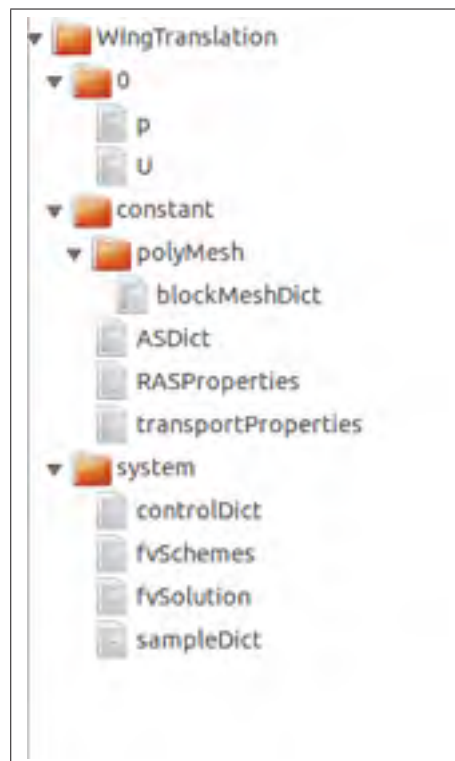 WingTranslation
0
p
U
constant
polyMesh
blockMeshDict
ASDict
RASProperties
transportProperties
system
controlDict
fvSchemes
fvSolution
sampleDict